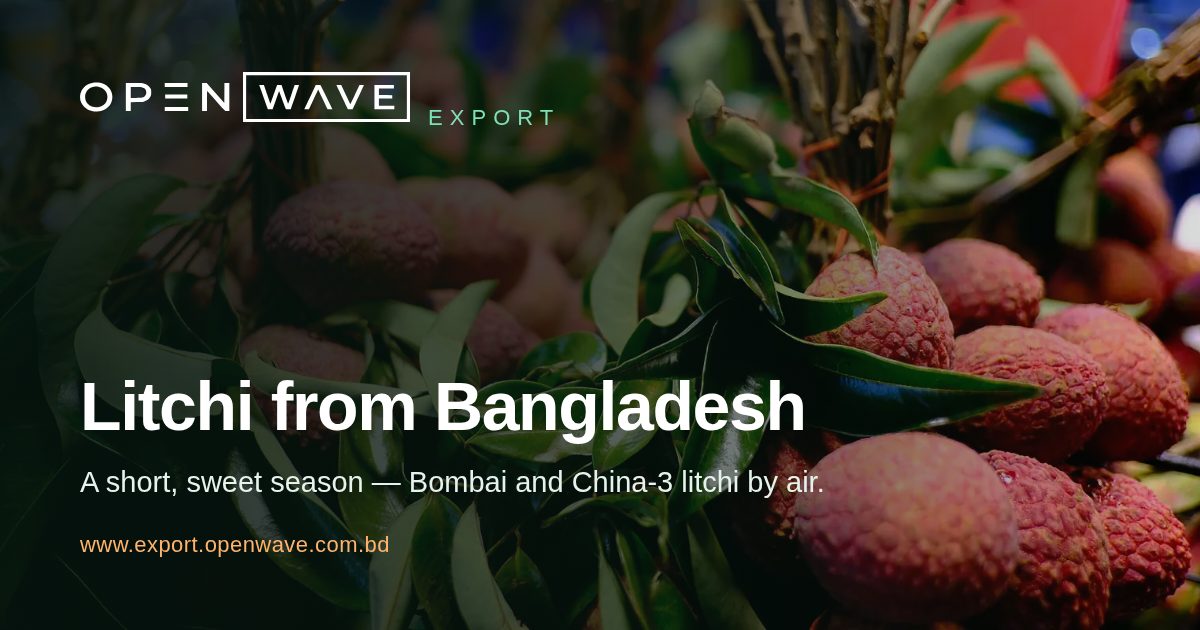 OPEN WAVE EXPORT
Litchi from Bangladesh
A short, sweet season — Bombai and China-3 litchi by air.
www.export.openwave.com.bd